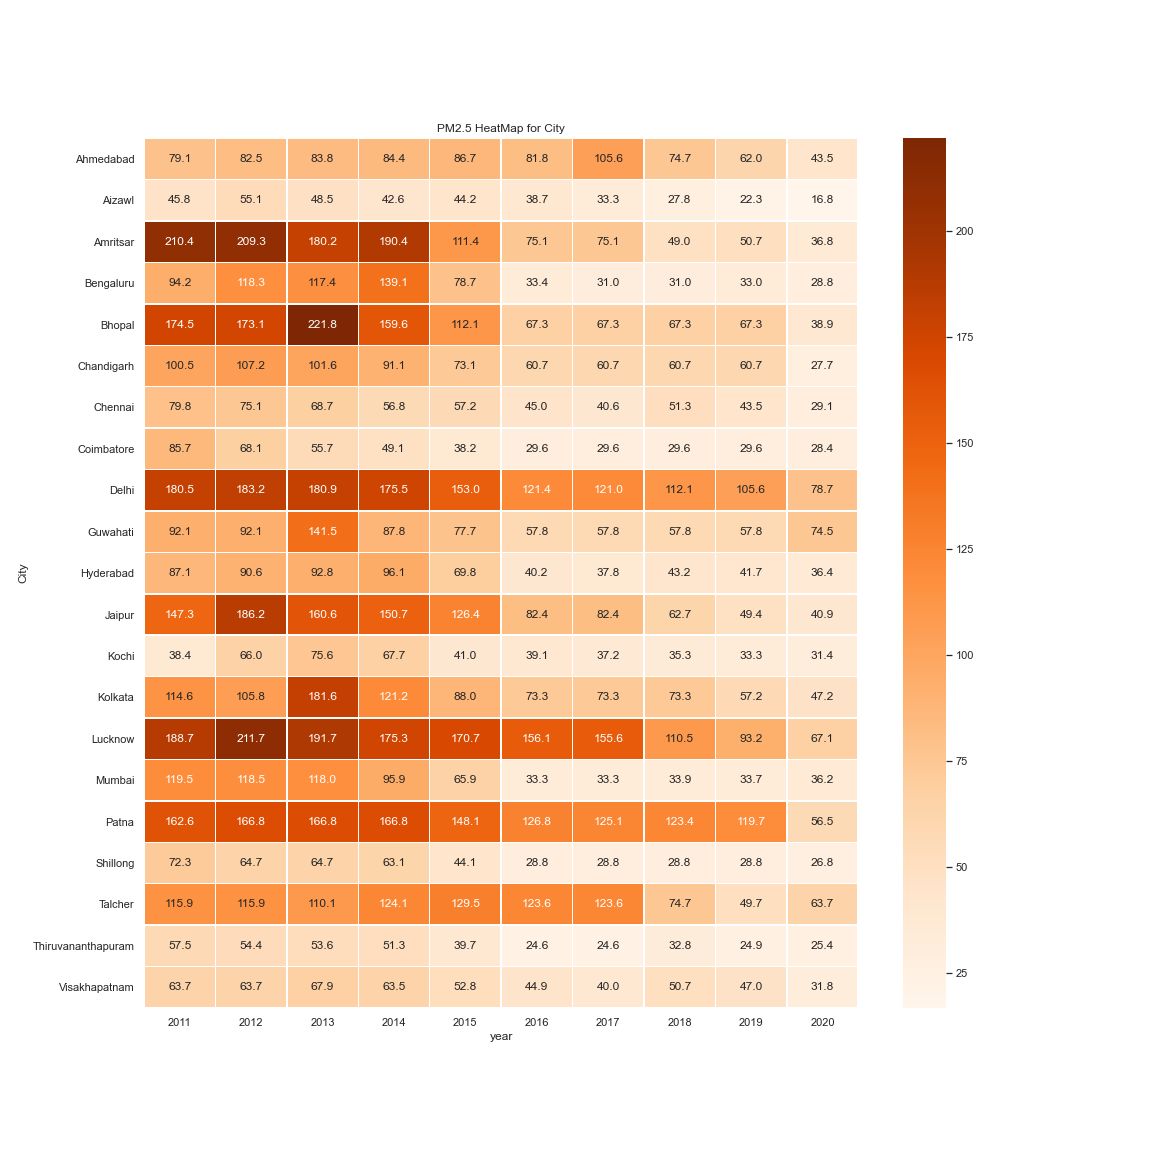 PM2.5 HeatMap for City
Ahmedabad 79.1 82.5 83.8 84.4 86.7 81.8 105.6 74.7 62.0 43.5
Aizawl 45.8 55.1 48.5 42.6 44.2 38.7 33.3 27.8 22.3 16.8
Amritsar 210.4 209.3 180.2 190.4 111.4 75.1 75.1 49.0 50.7 36.8
200
Bengaluru 94.2 118.3 117.4 139.1 78.7 33.4 31.0 31.0 33.0 28.8
Bhopal 174.5 173.1 221.8 159.6 112.1 67.3 67.3 67.3 67.3 38.9
175
Chandigarh 100.5 107.2 101.6 91.1 73.1 60.7 60.7 60.7 60.7 27.7
Chennai 79.8 75.1 68.7 56.8 57.2 45.0 40.6 51.3 43.5 29.1
150
Coimbatore 85.7 68.1 55.7 49.1 38.2 29.6 29.6 29.6 29.6 28.4
Delhi 180.5 183.2 180.9 175.5 153.0 121.4 121.0 112.1 105.6 78.7
Guwahati 92.1 92.1 141.5 87.8 77.7 57.8 57.8 57.8 57.8 74.5
125
City
Hyderabad 87.1 90.6 92.8 96.1 69.8 40.2 37.8 43.2 41.7 36.4
Jaipur 147.3 186.2 160.6 150.7 126.4 82.4 82.4 62.7 49.4 40.9
Kochi 38.4 66.0 75.6 67.7 41.0 39.1 37.2 35.3 33.3 31.4
100
Kolkata 114.6 105.8 181.6 121.2 88.0 73.3 73.3 73.3 57.2 47.2
Lucknow 188.7 211.7 191.7 175.3 170.7 156.1 155.6 110.5 93.2 67.1
75
Mumbai 119.5 118.5 118.0 95.9 65.9 33.3 33.3 33.9 33.7 36.2
Patna 162.6 166.8 166.8 166.8 148.1 126.8 125.1 123.4 119.7 56.5
Shillong 72.3 64.7 64.7 63.1 44.1 28.8 28.8 28.8 28.8 26.8
50
Talcher 115.9 115.9 110.1 124.1 129.5 123.6 123.6 74.7 49.7 63.7
Thiruvananthapuram 57.5 54.4 53.6 51.3 39.7 24.6 24.6 32.8 24.9 25.4
25
Visakhapatnam 63.7 63.7 67.9 63.5 52.8 44.9 40.0 50.7 47.0 31.8
2011 2012 2013 2014 2015 2016 2017 2018 2019 2020
year